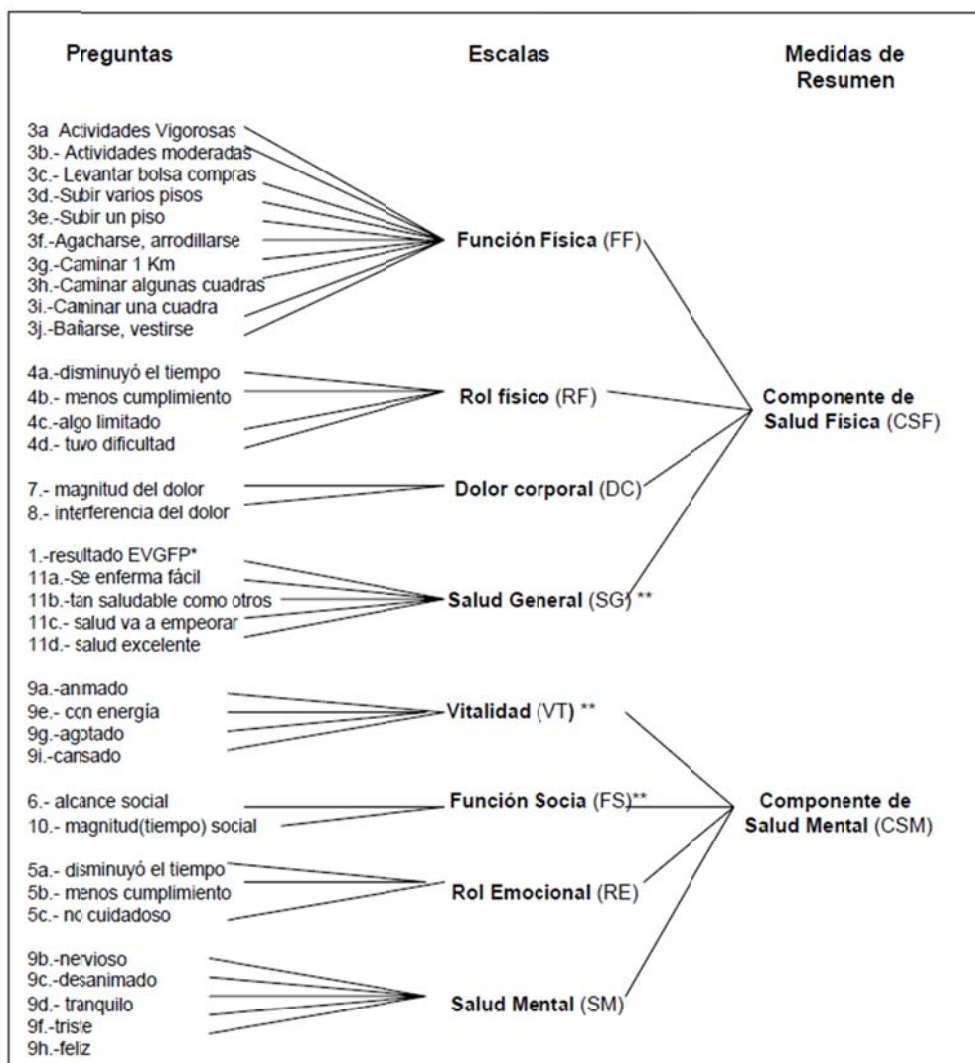 Preguntas
Escalas
Medidas de
Resumen
3a Actividades Vigorosas
3b.- Actividades moderadas
3c.- Levantar bolsa compras
3d.-Subir varios pisos
3e.-Subir un piso
3f.-Agacharse, arrodillarse
3g.-Caminar 1 Km
3h.-Caminar algunas cuadras
3i.-Caminar una cuadra
3j.-Bañarse, vestirse
Función Física (FF)
4a.-disminuyó el tiempo
4b.- menos cumplimiento
4c.-algo limitado
4d.- tuvo dificultad
Rol físico (RF)
Componente de
Salud Física (CSF)
7.- magnitud del dolor
8.- interferencia del dolor
Dolor corporal (DC)
1.-resultado EVGFP*
11a.-Se enferma fácil
11b.-tan saludable como otros
11c.- salud va a empeorar
11d.- salud excelente
Salud General (SG) **
9a.-anmado
9e.- con energía
9g.-agotado
9i.-cansado
Vitalidad (VT) **
6.- alcance social
10.- magnitud(tiempo) social
Función Socia (FS)**
Componente de
Salud Mental (CSM)
5a.- disminuyó el tiempo
5b.- menos cumplimiento
5c.- no cuidadoso
Rol Emocional (RE)
9b.-nervioso
9c.-desanimado
9d.- tranquilo
9f.-triste
9h.-feliz
Salud Mental (SM)